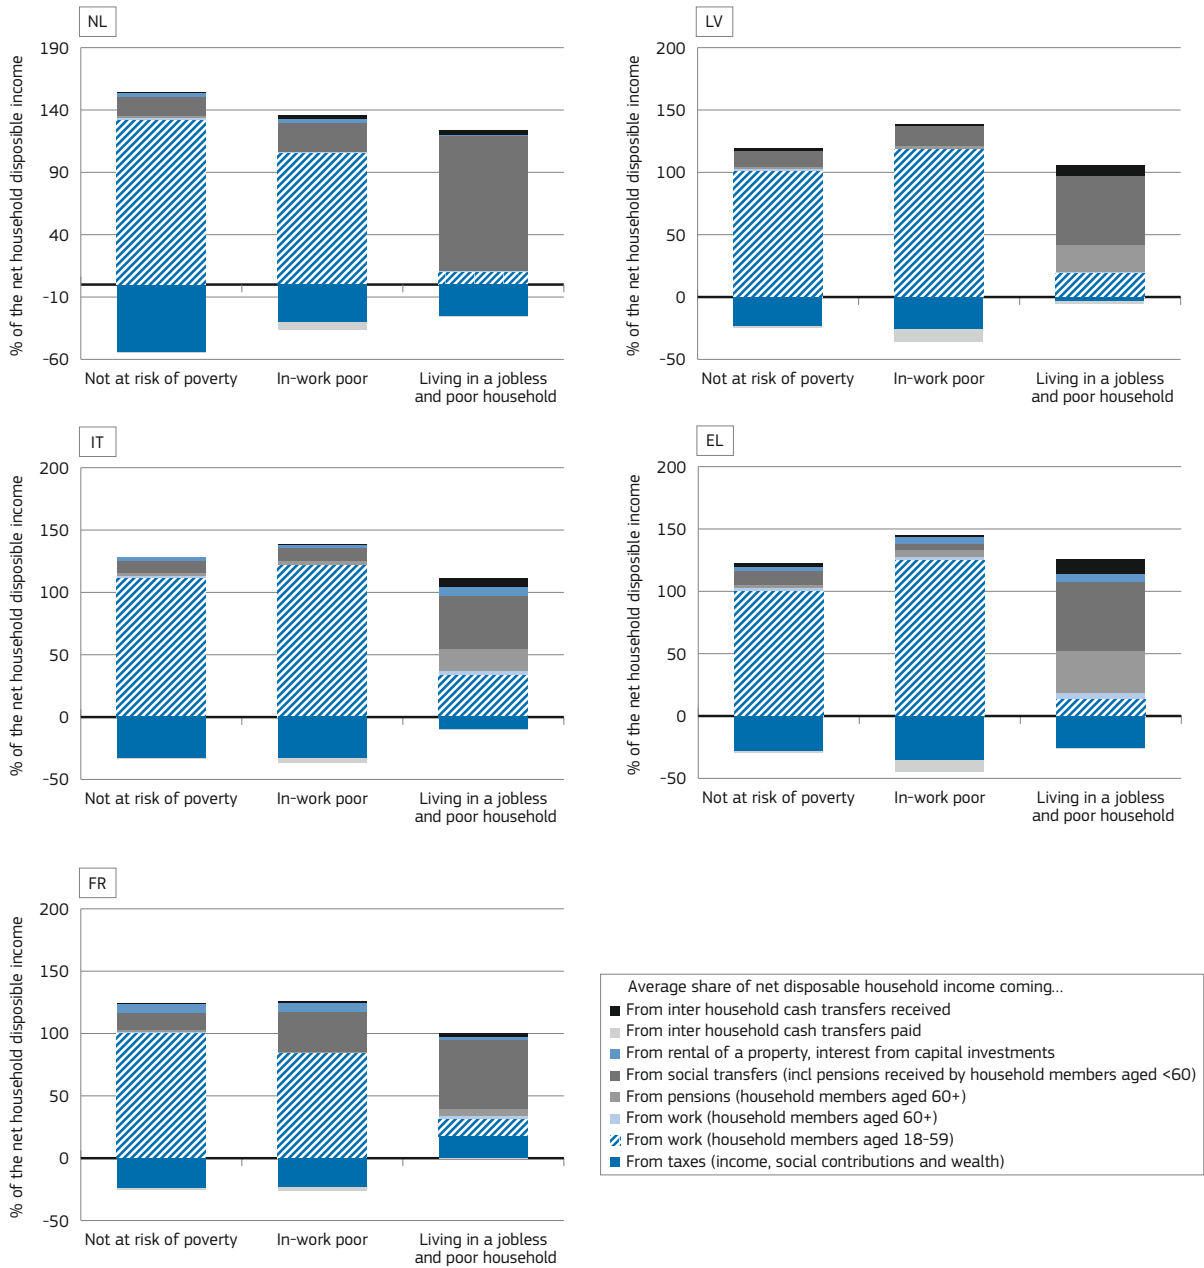 NL
% of the net household disposible income
190
140
90
40
-10
-60
Not at risk of poverty
In-work poor
Living in a jobless
and poor household
LV
% of the net household disposible income
200
150
100
50
0
-50
Not at risk of poverty
In-work poor
Living in a jobless
and poor household
IT
% of the net household disposible income
200
150
100
50
0
-50
Not at risk of poverty
In-work poor
Living in a jobless
and poor household
EL
% of the net household disposible income
200
150
100
50
0
-50
Not at risk of poverty
In-work poor
Living in a jobless
and poor household
FR
% of the net household disposible income
200
150
100
50
0
-50
Not at risk of poverty
In-work poor
Living in a jobless
and poor household
Average share of net disposable household income coming...
From inter household cash transfers received
From inter household cash transfers paid
From rental of a property, interest from capital investments
From social transfers (incl pensions received by household members aged <60)
From pensions (household members aged 60+)
From work (household members aged 60+)
From work (household members aged 18-59)
From taxes (income, social contributions and wealth)